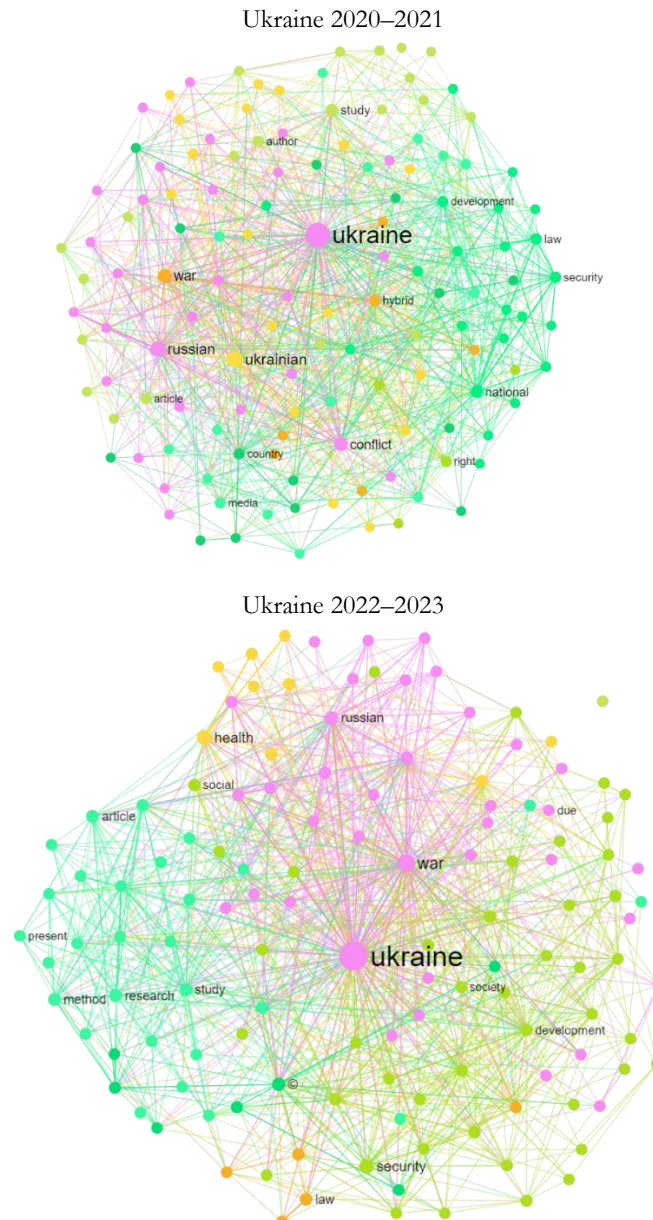 Ukraine 2020–2021
study
author
development
ukraine
law
war
security
hybrid
russian
ukrainian
national
article
conflict
country
right
media
Ukraine 2022–2023
russian
health
social
due
article
war
present
ukraine
study
society
research
method
development
©
security
law